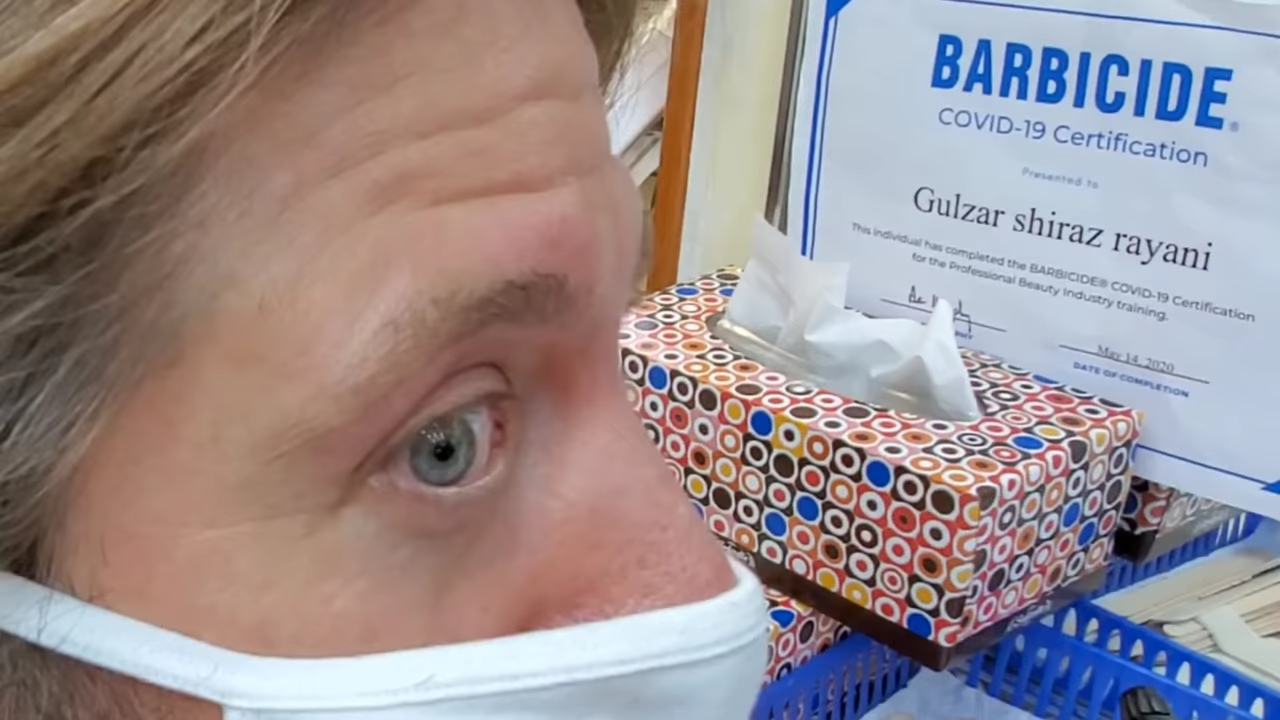 BARBICIDE®
COVID-19 Certification
Presented to
Gulzar shiraz rayani
This individual has completed the BARBICIDE® COVID-19 Certification
for the Professional Beauty Industry training.
May 14, 2020
DATE OF COMPLETION